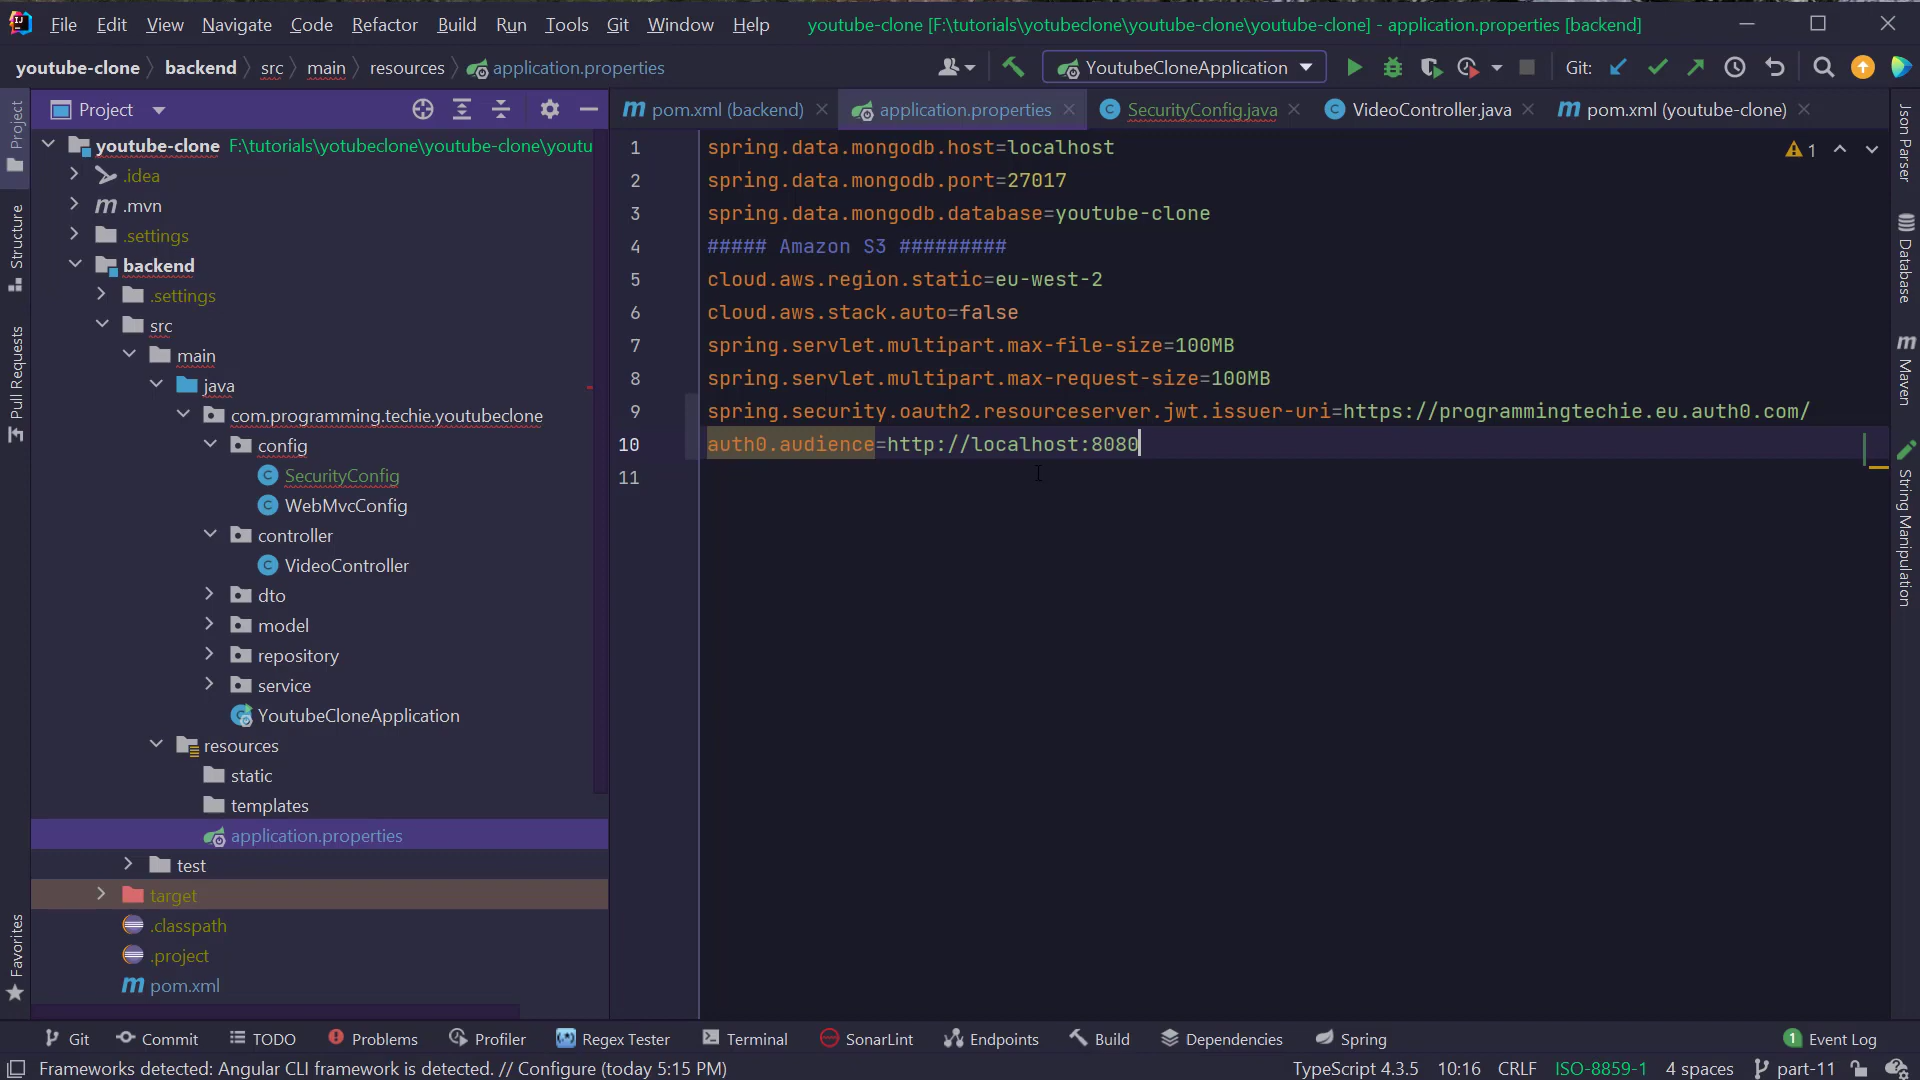 File Edit View Navigate Code Refactor Build Run Tools Git Window Help youtube-clone [F:\tutorials\yotubeclone\youtube-clone\youtube-clone] - application.properties [backend]
youtube-clone backend src main resources application.properties YoutubeCloneApplication Git:
Project
pom.xml (backend) application.properties SecurityConfig.java VideoController.java pom.xml (youtube-clone)
youtube-clone F:\tutorials\yotubeclone\youtube-clone\youtu
.idea
.mvn
.settings
backend
.settings
src
main
java
com.programming.techie.youtubeclone
config
SecurityConfig
WebMvcConfig
controller
VideoController
dto
model
repository
service
YoutubeCloneApplication
resources
static
templates
application.properties
test
target
.classpath
.project
pom.xml
1 spring.data.mongodb.host=localhost
2 spring.data.mongodb.port=27017
3 spring.data.mongodb.database=youtube-clone
4 ##### Amazon S3 #########
5 cloud.aws.region.static=eu-west-2
6 cloud.aws.stack.auto=false
7 spring.servlet.multipart.max-file-size=100MB
8 spring.servlet.multipart.max-request-size=100MB
9 spring.security.oauth2.resourceserver.jwt.issuer-uri=https://programmingtechie.eu.auth0.com/
10 auth0.audience=http://localhost:8080
11
1
Project
Structure
Pull Requests
Favorites
Json Parser
Database
Maven
String Manipulation
Git Commit TODO Problems Profiler Regex Tester Terminal SonarLint Endpoints Build Dependencies Spring 1 Event Log
Frameworks detected: Angular CLI framework is detected. // Configure (today 5:15 PM) TypeScript 4.3.5 10:16 CRLF ISO-8859-1 4 spaces part-11